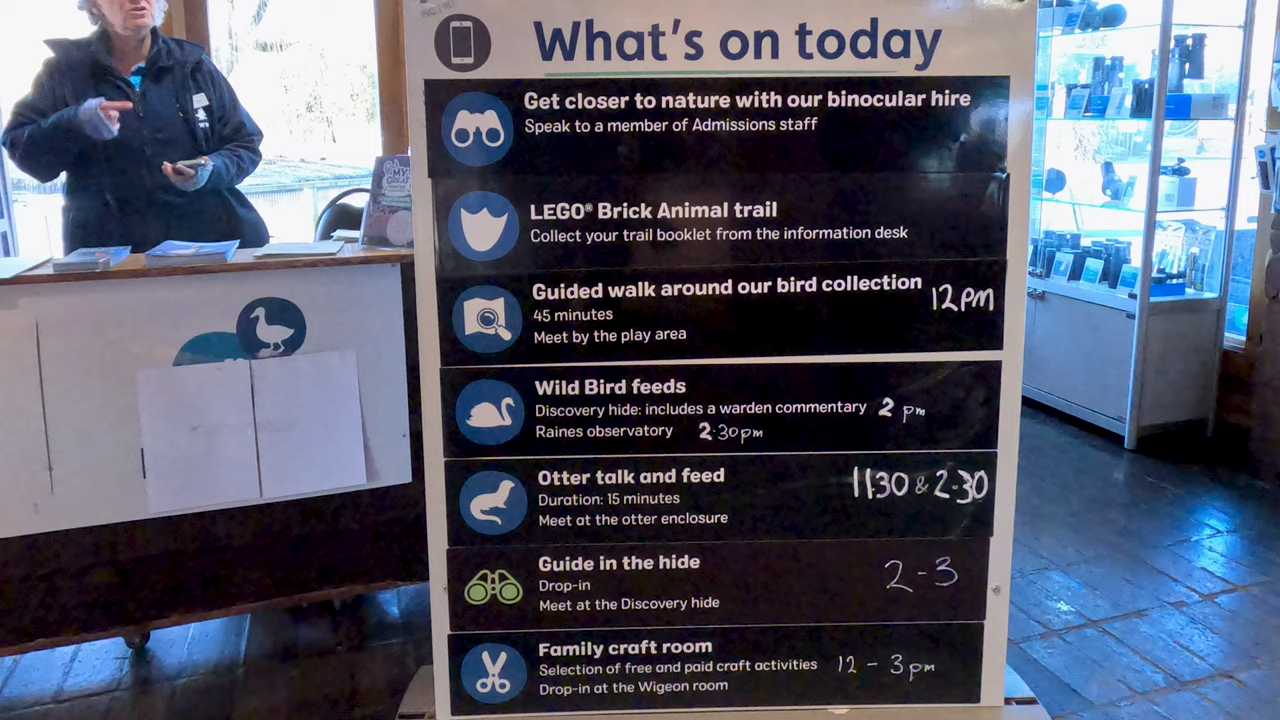 What's on today
Get closer to nature with our binocular hire
Speak to a member of Admissions staff
LEGO® Brick Animal trail
Collect your trail booklet from the information desk
Guided walk around our bird collection 12pm
45 minutes
Meet by the play area
Wild Bird feeds
Discovery hide: includes a warden commentary 2 pm
Raines observatory 2.30pm
Otter talk and feed 1130 & 2.30
Duration: 15 minutes
Meet at the otter enclosure
Guide in the hide 2-3
Drop-in
Meet at the Discovery hide
Family craft room
Selection of free and paid craft activities 12 - 3pm
Drop-in at the Wigeon room